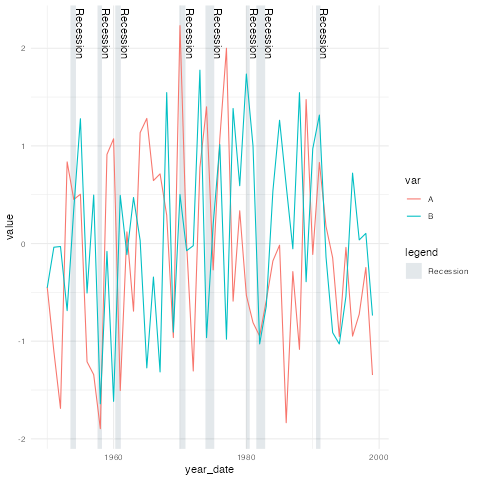 Recession
Recession
Recession
Recession
Recession
Recession
Recession
Recession
2
1
0
-1
-2
value
1960
1980
2000
year_date
var
A
B
legend
Recession